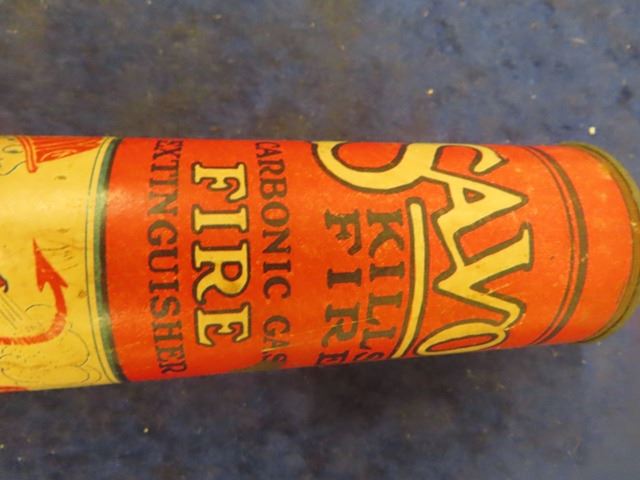 SAVO
KILLS
FIRE
CARBONIC GAS
FIRE
EXTINGUISHER